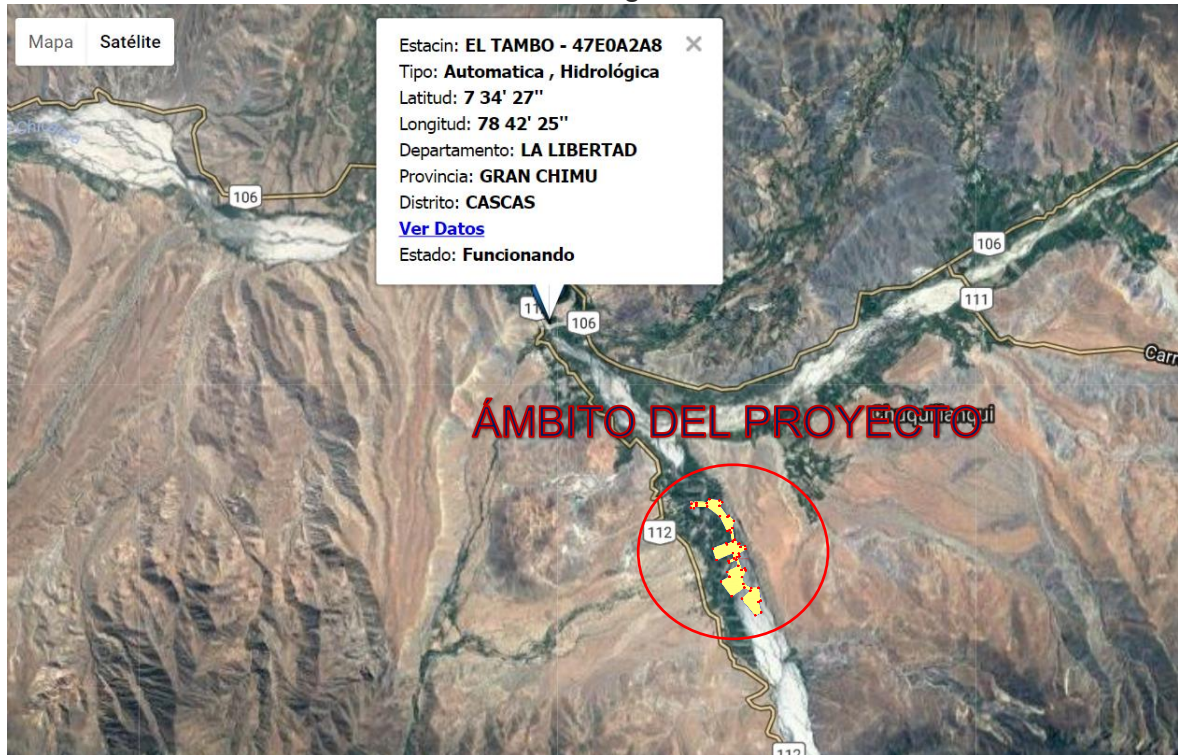 Mapa
Satélite
Estacin: EL TAMBO - 47E0A2A8
Tipo: Automatica , Hidrológica
Latitud: 7 34' 27''
Longitud: 78 42' 25''
Departamento: LA LIBERTAD
Provincia: GRAN CHIMU
Distrito: CASCAS
Ver Datos
Estado: Funcionando
106
106
111
11
106
Carr
ÁMBITO DEL PROYECTO
112
112